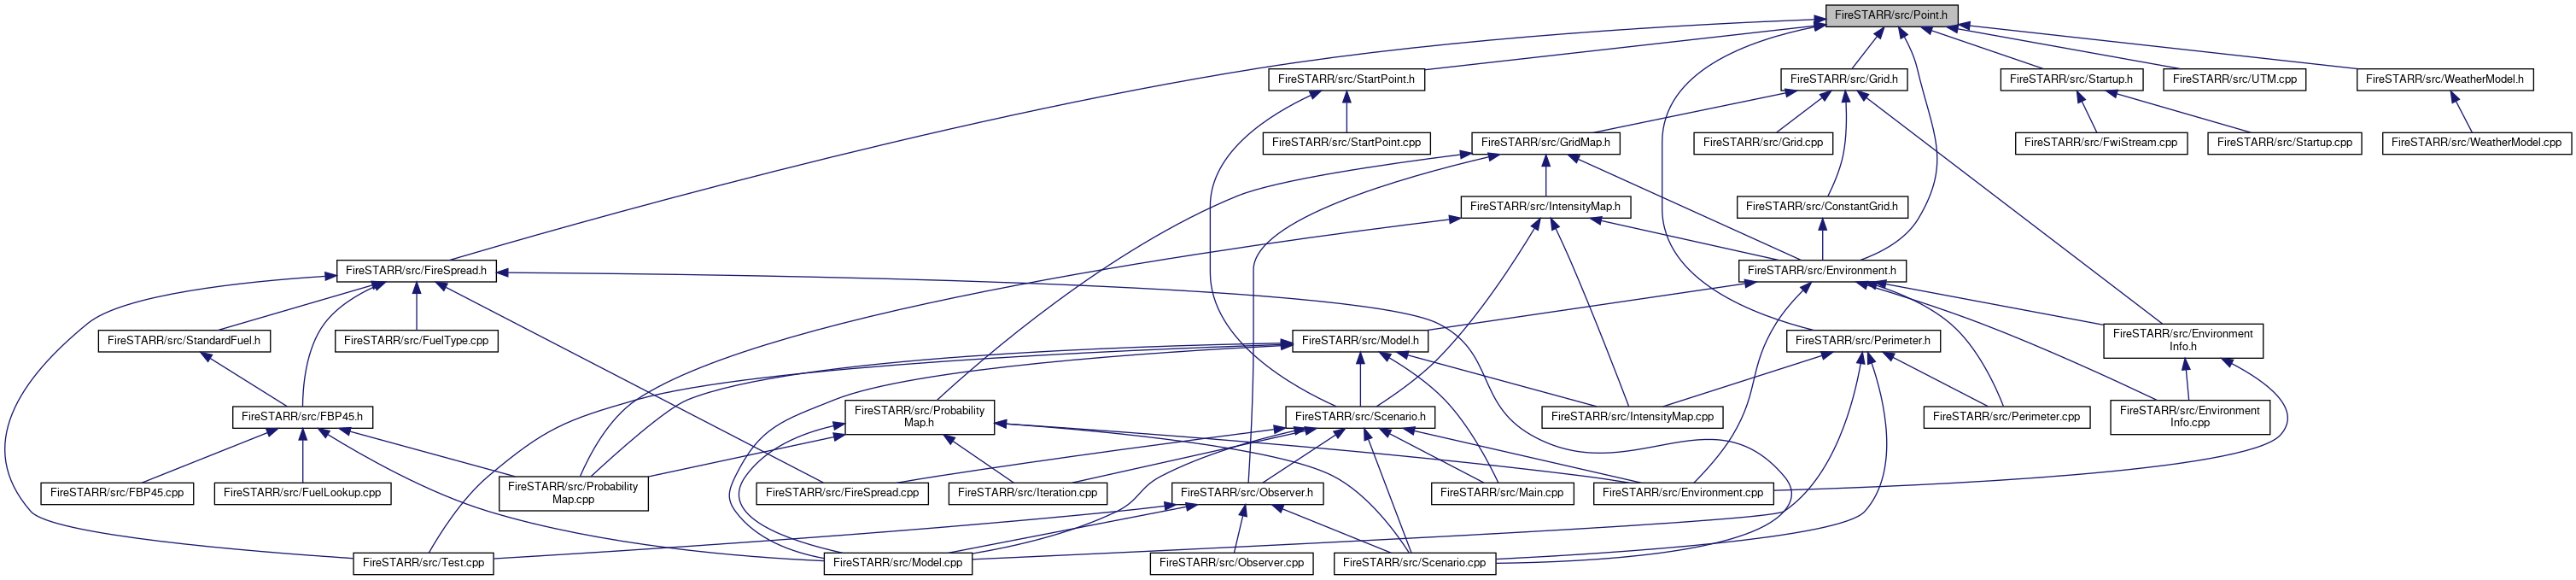 FireSTARR/src/Point.h
FireSTARR/src/StartPoint.h
FireSTARR/src/Grid.h
FireSTARR/src/Startup.h
FireSTARR/src/UTM.cpp
FireSTARR/src/WeatherModel.h
FireSTARR/src/StartPoint.cpp
FireSTARR/src/GridMap.h
FireSTARR/src/Grid.cpp
FireSTARR/src/FwiStream.cpp
FireSTARR/src/Startup.cpp
FireSTARR/src/WeatherModel.cpp
FireSTARR/src/IntensityMap.h
FireSTARR/src/ConstantGrid.h
FireSTARR/src/FireSpread.h
FireSTARR/src/Environment.h
FireSTARR/src/StandardFuel.h
FireSTARR/src/FuelType.cpp
FireSTARR/src/Model.h
FireSTARR/src/Perimeter.h
FireSTARR/src/Environment
Info.h
FireSTARR/src/FBP45.h
FireSTARR/src/Probability
Map.h
FireSTARR/src/Scenario.h
FireSTARR/src/IntensityMap.cpp
FireSTARR/src/Perimeter.cpp
FireSTARR/src/Environment
Info.cpp
FireSTARR/src/FBP45.cpp
FireSTARR/src/FuelLookup.cpp
FireSTARR/src/Probability
Map.cpp
FireSTARR/src/FireSpread.cpp
FireSTARR/src/Iteration.cpp
FireSTARR/src/Observer.h
FireSTARR/src/Main.cpp
FireSTARR/src/Environment.cpp
FireSTARR/src/Test.cpp
FireSTARR/src/Model.cpp
FireSTARR/src/Observer.cpp
FireSTARR/src/Scenario.cpp